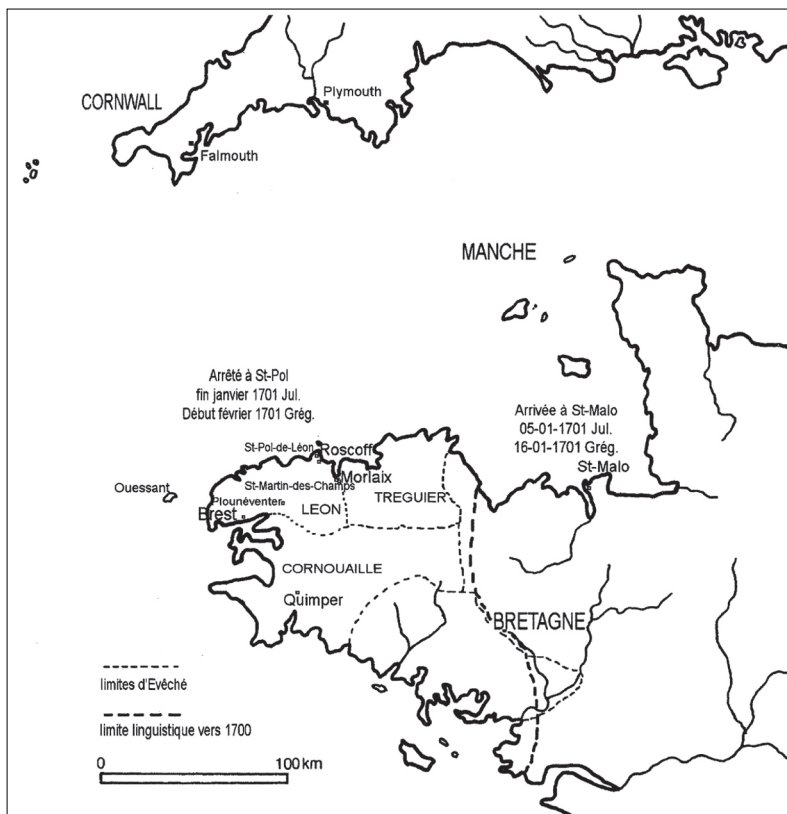 CORNWALL
Plymouth
Falmouth
MANCHE
Arrêté à St-Pol
fin janvier 1701 Jul.
Début février 1701 Grég.
Arrivée à St-Malo
05-01-1701 Jul.
16-01-1701 Grég.
St-Malo
St-Pol-de-Léon
Roscoff
Morlaix
Ouessant
St-Martin-des-Champs
Plounéventer
LEON
TREGUIER
Brest
CORNOUAILLE
Quimper
BRETAGNE
limites d'Evêché
limite linguistique vers 1700
0 100 km